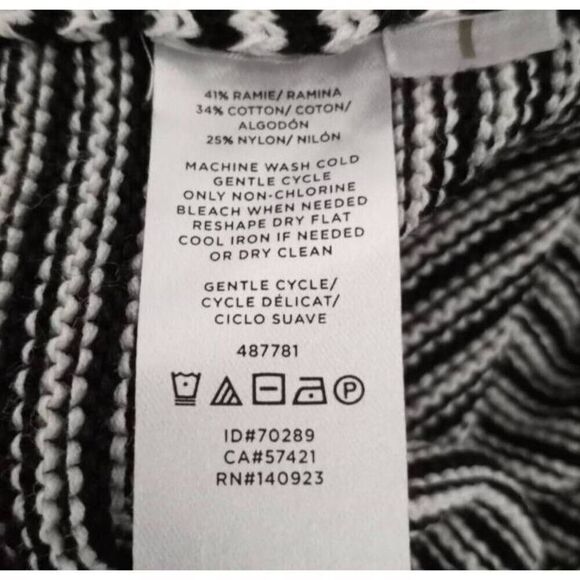 41% RAMIE/ RAMINA
34% COTTON/ COTON/
ALGODÓN
25% NYLON/ NILÓN
MACHINE WASH COLD
GENTLE CYCLE
ONLY NON-CHLORINE
BLEACH WHEN NEEDED
RESHAPE DRY FLAT
COOL IRON IF NEEDED
OR DRY CLEAN
GENTLE CYCLE/
CYCLE DÉLICAT/
CICLO SUAVE
487781
P
ID#70289
CA#57421
RN#140923